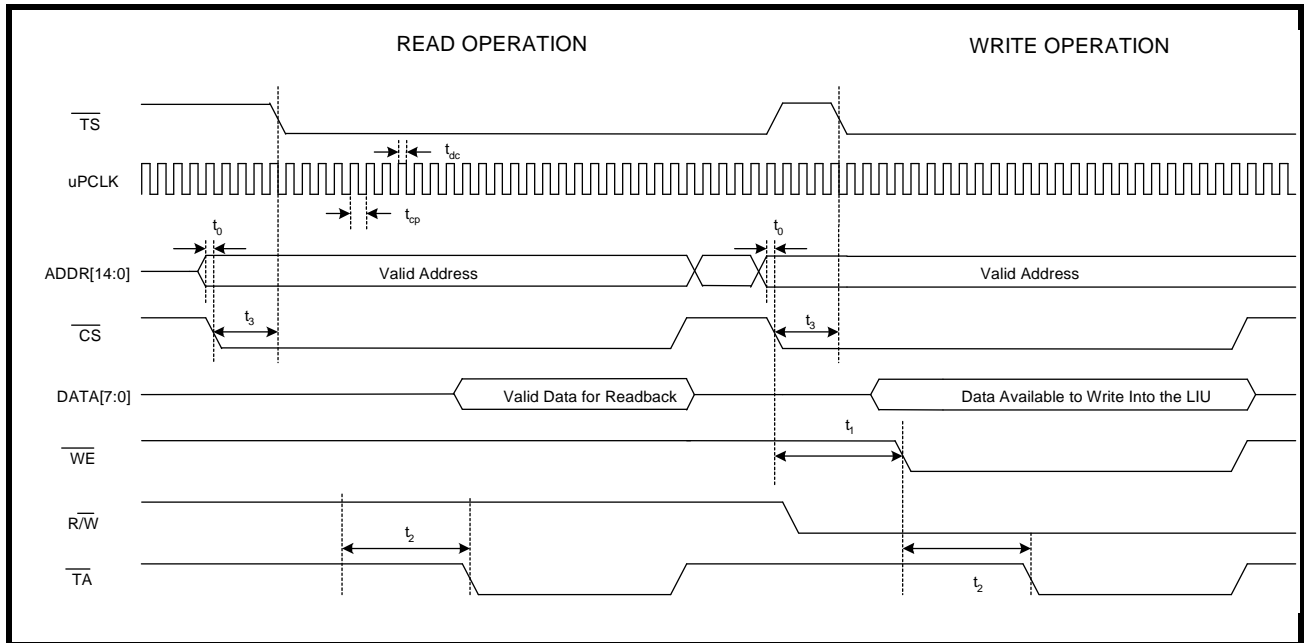 READ OPERATION WRITE OPERATION
TS
t_dc
uPCLK
t_cp
t_0 t_0
ADDR[14:0] Valid Address Valid Address
t_3 t_3
CS
DATA[7:0] Valid Data for Readback Data Available to Write Into the LIU
t_1
WE
R/W
t_2
TA
t_2